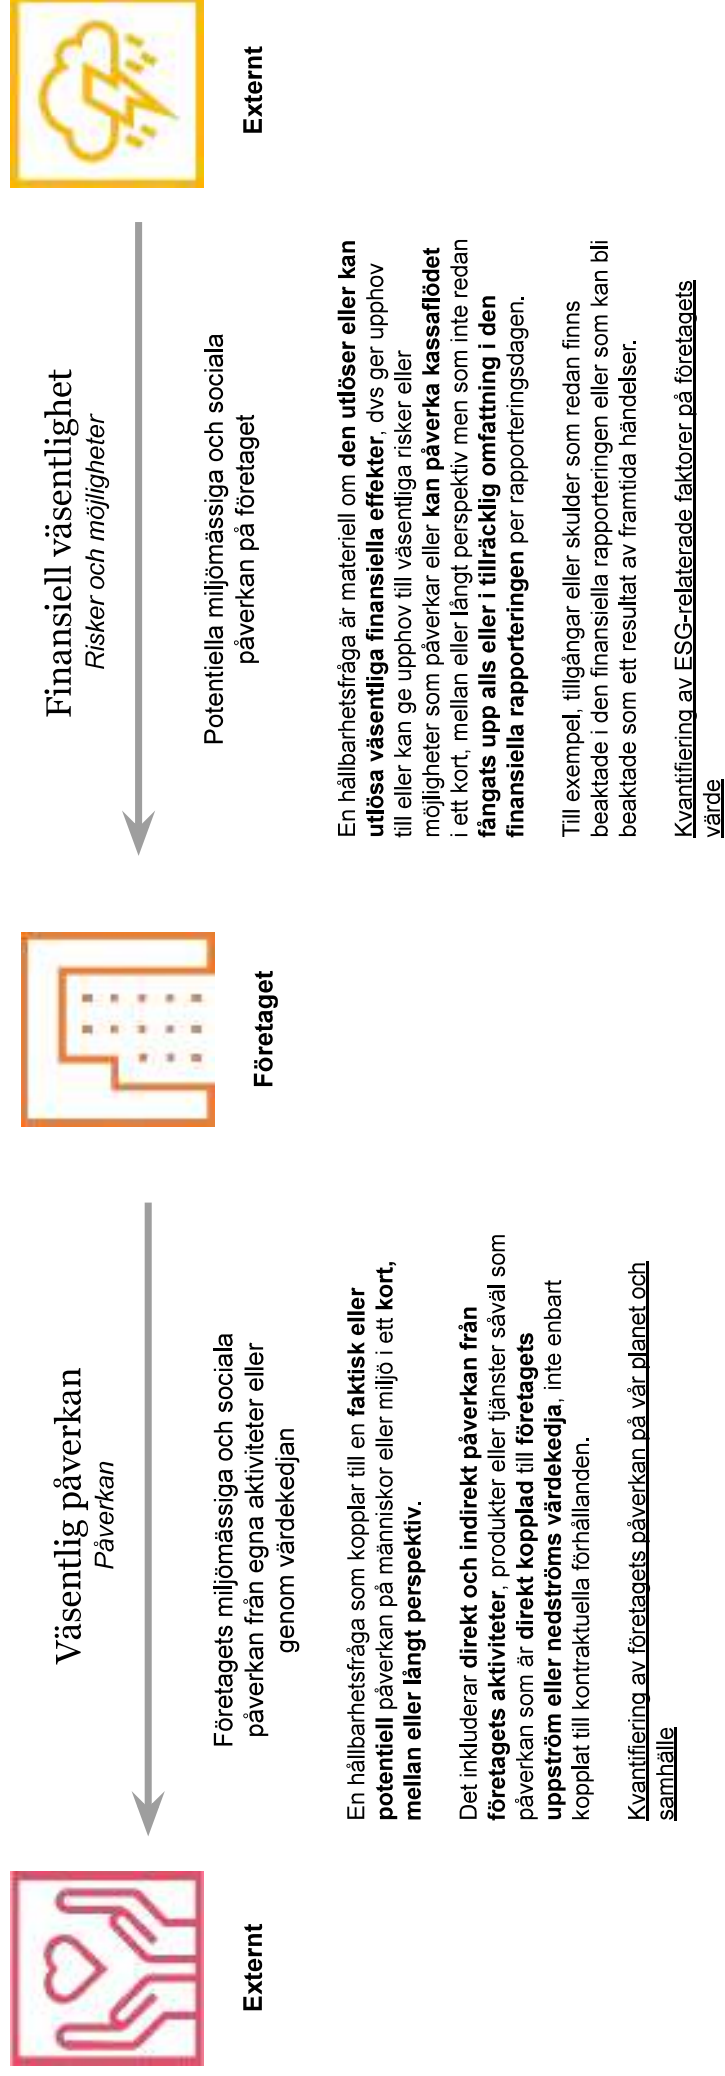 Externt
Väsentlig påverkan
Påverkan
Företagets miljömässiga och sociala
påverkan från egna aktiviteter eller
genom värdekedjan
En hållbarhetsfråga som kopplar till en faktisk eller
potentiell påverkan på människor eller miljö i ett kort,
mellan eller långt perspektiv.
Det inkluderar direkt och indirekt påverkan från
företagets aktiviteter, produkter eller tjänster såväl som
påverkan som är direkt kopplad till företagets
uppström eller nedströms värdekedja, inte enbart
kopplat till kontraktuella förhållanden.
Kvantifiering av företagets påverkan på vår planet och
samhälle
Företaget
Finansiell väsentlighet
Risker och möjligheter
Potentiella miljömässiga och sociala
påverkan på företaget
En hållbarhetsfråga är materiell om den utlöser eller kan
utlösa väsentliga finansiella effekter, dvs ger upphov
till eller kan ge upphov till väsentliga risker eller
möjligheter som påverkar eller kan påverka kassaflödet
i ett kort, mellan eller långt perspektiv men som inte redan
fångats upp alls eller i tillräcklig omfattning i den
finansiella rapporteringen per rapporteringsdagen.
Till exempel, tillgångar eller skulder som redan finns
beaktade i den finansiella rapporteringen eller som kan bli
beaktade som ett resultat av framtida händelser.
Kvantifiering av ESG-relaterade faktorer på företagets
värde
Externt